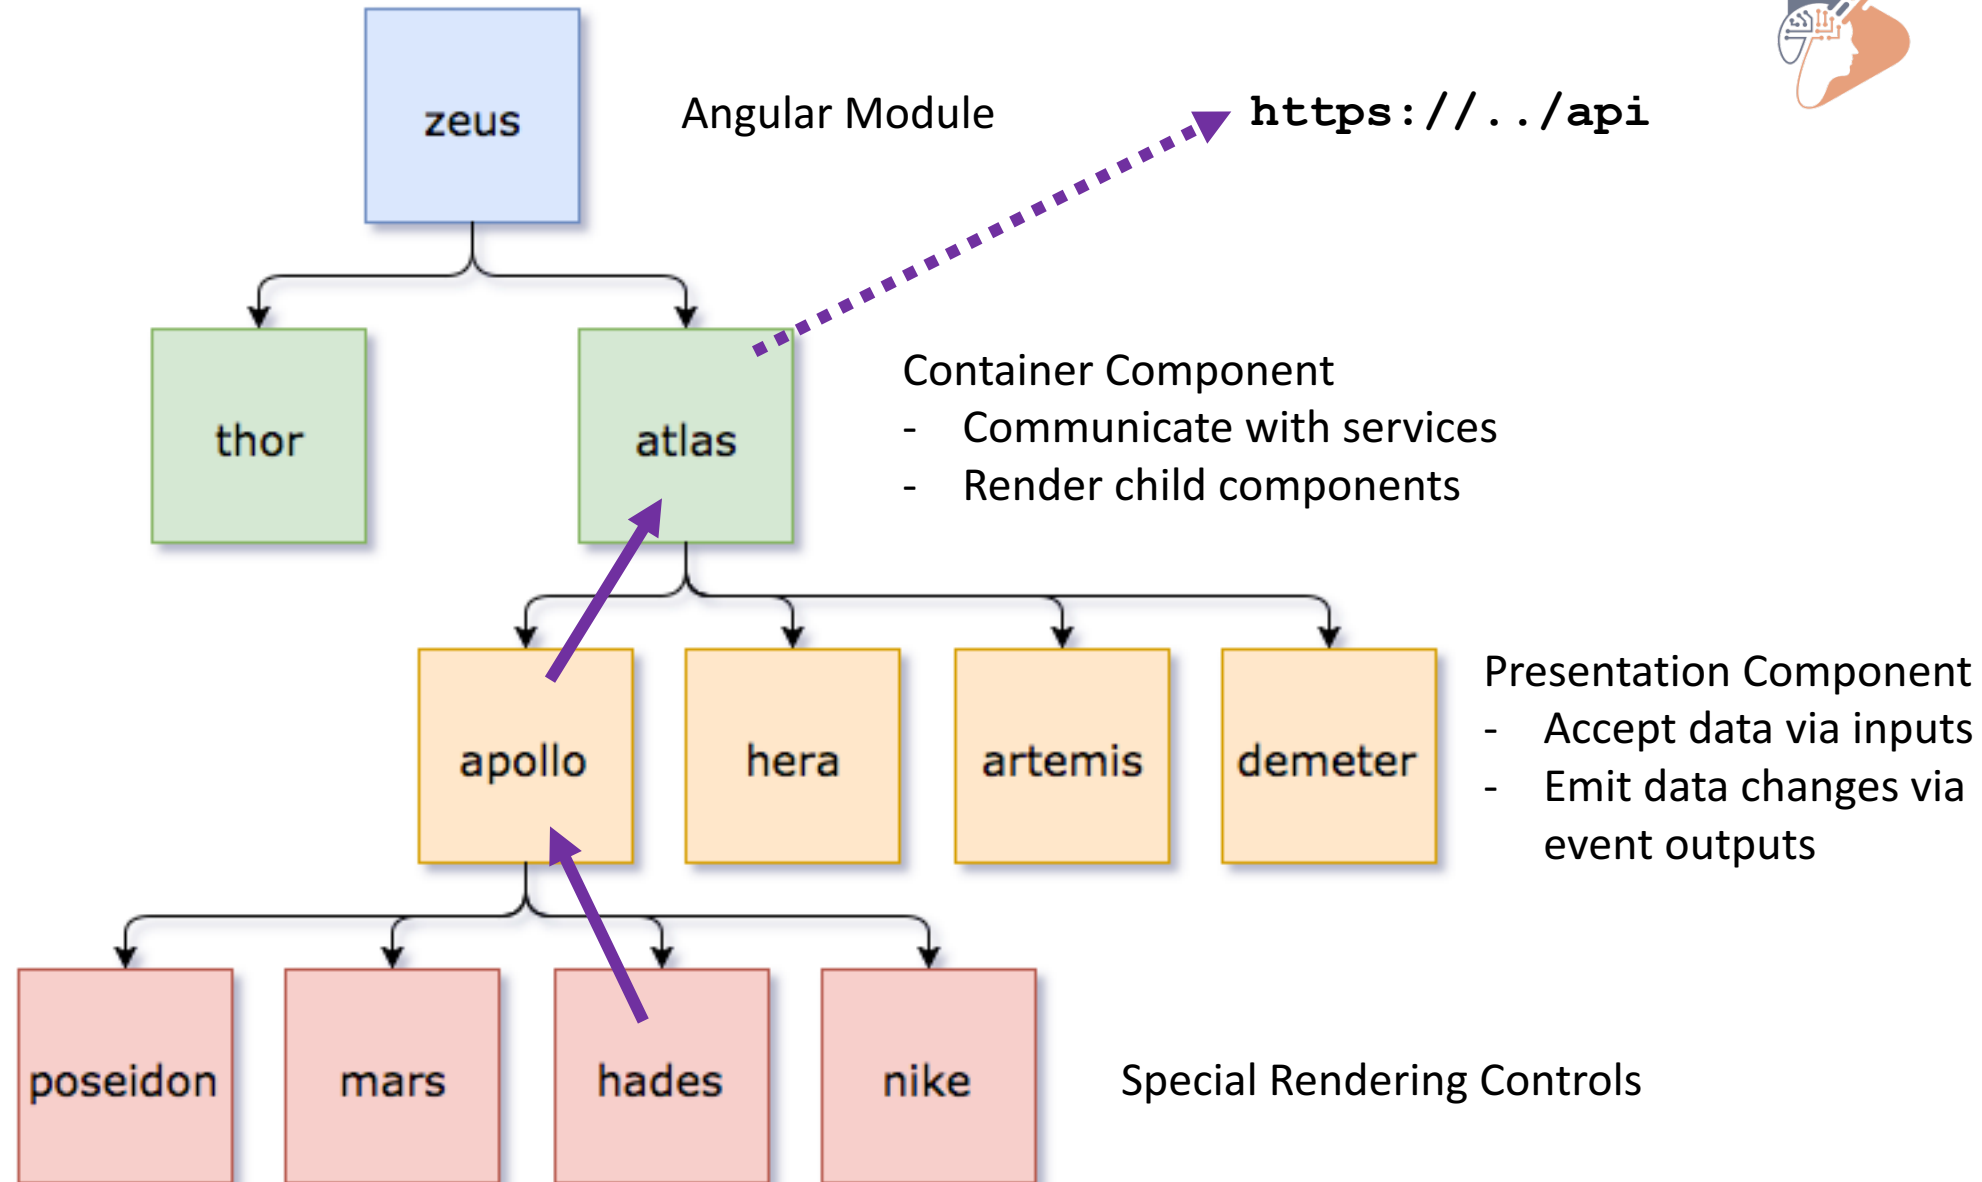 zeus
Angular Module
https://../api
thor
atlas
Container Component
- Communicate with services
- Render child components
apollo
hera
artemis
demeter
Presentation Component
- Accept data via inputs
- Emit data changes via
event outputs
poseidon
mars
hades
nike
Special Rendering Controls